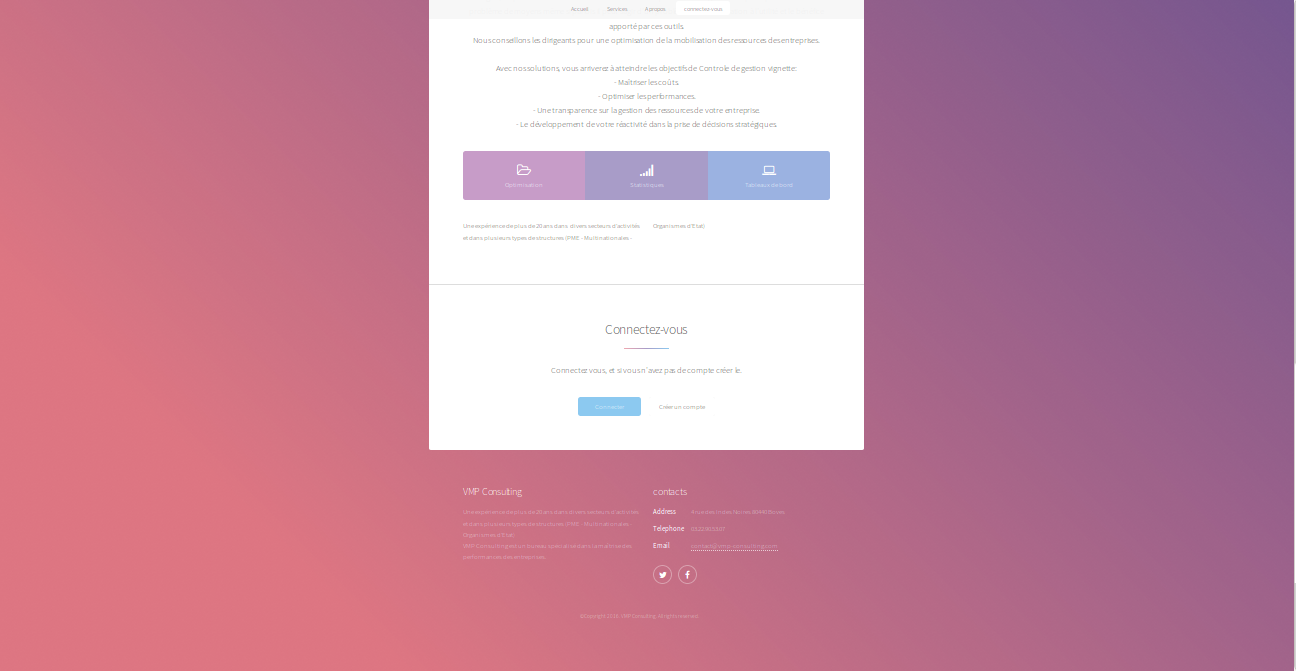 Accueil Services A propos connectez-vous
apporté par ces outils.
Nous conseillons les dirigeants pour une optimisation de la mobilisation des ressources des entreprises.
Avec nos solutions, vous arriverez à atteindre les objectifs de Controle de gestion vignette:
- Maîtriser les coûts.
- Optimiser les performances.
- Une transparence sur la gestion des ressources de votre entreprise.
- Le développement de votre réactivité dans la prise de décisions stratégiques.
Optimisation Statistiques Tableaux de bord
Une expérience de plus de 20 ans dans divers secteurs d'activités
et dans plusieurs types de structures (PME - Multinationales -
Organismes d'Etat)
Connectez-vous
Connectez vous, et si vous n'avez pas de compte créer le.
Connecter Créer un compte
VMP Consulting
Une expérience de plus de 20 ans dans divers secteurs d'activités
et dans plusieurs types de structures (PME - Multinationales -
Organismes d'Etat)
VMP Consulting est un bureau spécialisé dans la maitrise des
performances des entreprises.
contacts
Address
Telephone
Email contact@vmp-consulting.com
©Copyright 2018. VMP Consulting. All rights reserved.